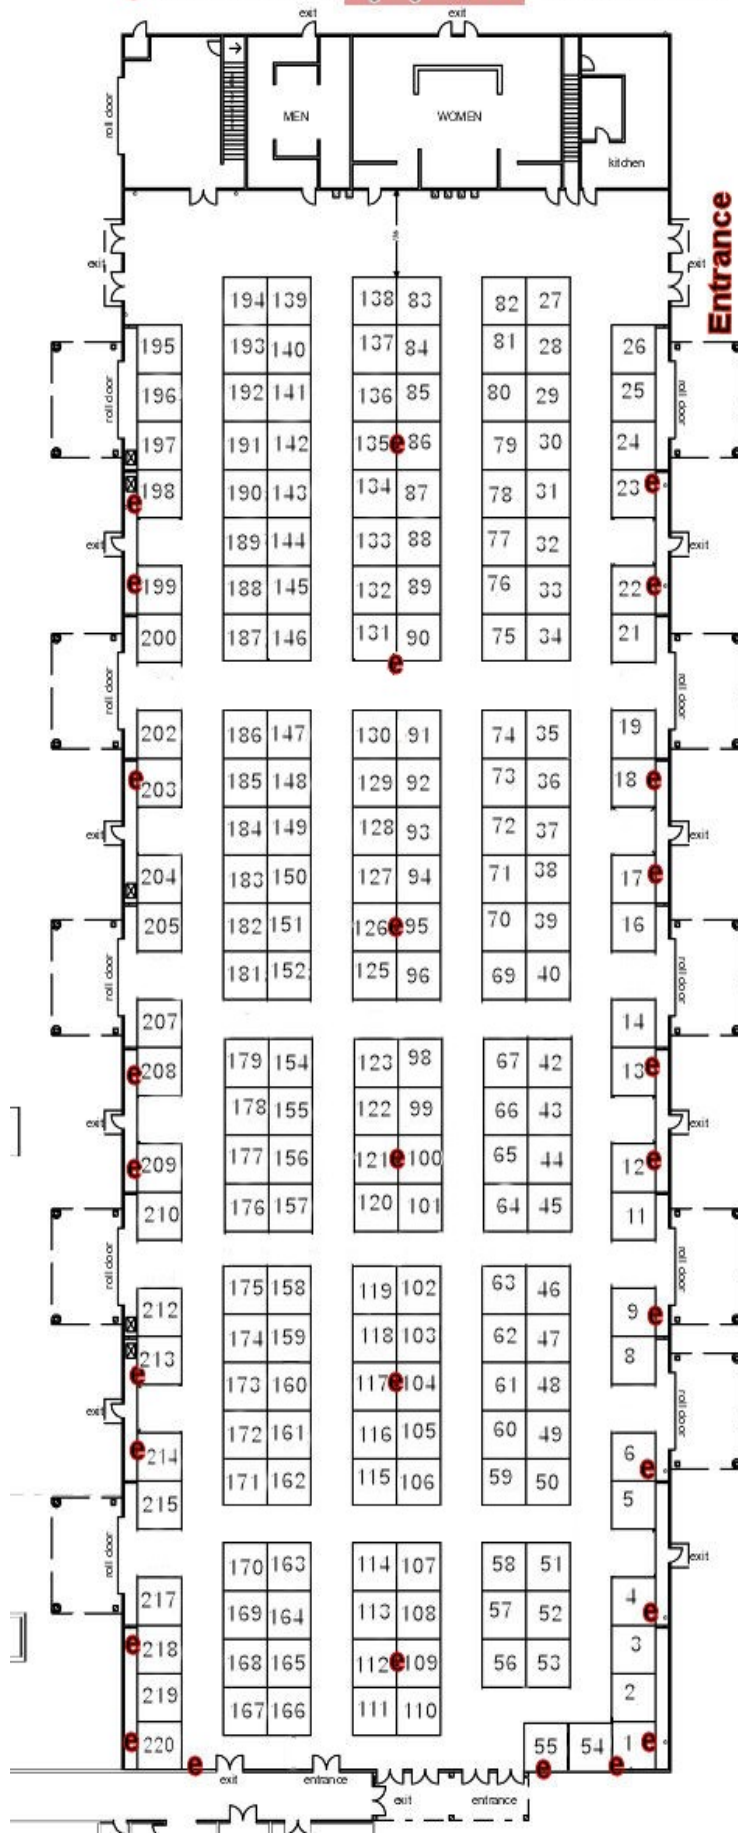 exit exit
roll door MEN WOMEN
kitchen
Entrance
exit exit
194 139 138 83 82 27
195 193 140 137 84 81 28 26
roll door 196 192 141 136 85 80 29 25 roll door
197 191 142 135 e 86 79 30 24
e 198 190 143 134 87 78 31 23 e
exit 189 144 133 88 77 32 exit
e 199 188 145 132 89 76 33 22 e
200 187 146 131 90 75 34 21
e
roll door roll door
202 186 147 130 91 74 35 19
e 203 185 148 129 92 73 36 18 e
exit 184 149 128 93 72 37 exit
204 183 150 127 94 71 38 17 e
205 182 151 126 e 95 70 39 16
roll door 181 152 125 96 69 40 roll door
207 14
e 208 179 154 123 98 67 42 13 e
exit 178 155 122 99 66 43 exit
e 209 177 156 121 e 100 65 44 12 e
210 176 157 120 101 64 45 11
roll door roll door
212 175 158 119 102 63 46 9 e
213 174 159 118 103 62 47 8
e 173 160 117 e 104 61 48
exit 172 161 116 105 60 49 roll door
e 214 171 162 115 106 59 50 6 e
215 5
roll door 170 163 114 107 58 51 exit
217 169 164 113 108 57 52 4 e
e 218 168 165 112 e 109 56 53 3
219 167 166 111 110 2
e 220 55 54 1 e
e e e
exit entrance
exit entrance